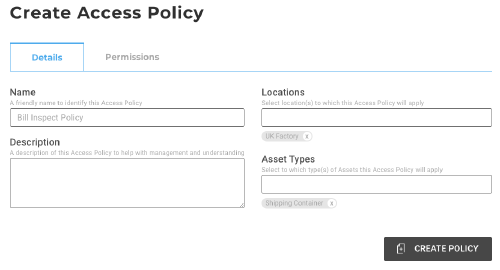 Create Access Policy
Details
Permissions
Name
A friendly name to identify this Access Policy
Bill Inspect Policy
Description
A description of this Access Policy to help with management and understanding
Locations
Select location(s) to which this Access Policy will apply
UK Factory x
Asset Types
Select to which type(s) of Assets this Access Policy will apply
Shipping Container x
CREATE POLICY